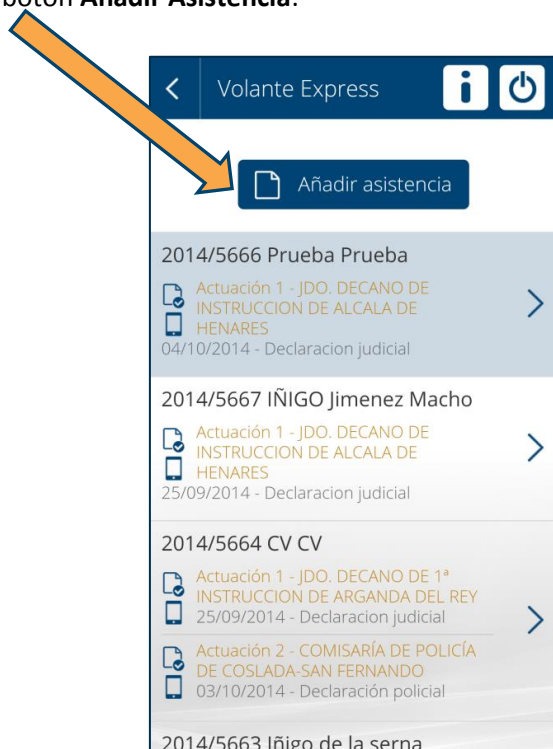 botón Añadir Asistencia.
Volante Express
Añadir asistencia
2014/5666 Prueba Prueba
Actuación 1 - JDO. DECANO DE
INSTRUCCION DE ALCALA DE
HENARES
04/10/2014 - Declaracion judicial
2014/5667 IÑIGO Jimenez Macho
Actuación 1 - JDO. DECANO DE
INSTRUCCION DE ALCALA DE
HENARES
25/09/2014 - Declaracion judicial
2014/5664 CV CV
Actuación 1 - JDO. DECANO DE 1ª
INSTRUCCION DE ARGANDA DEL REY
25/09/2014 - Declaracion judicial
Actuación 2 - COMISARÍA DE POLICÍA
DE COSLADA-SAN FERNANDO
03/10/2014 - Declaración policial
2014/5663 Iñigo de la serna